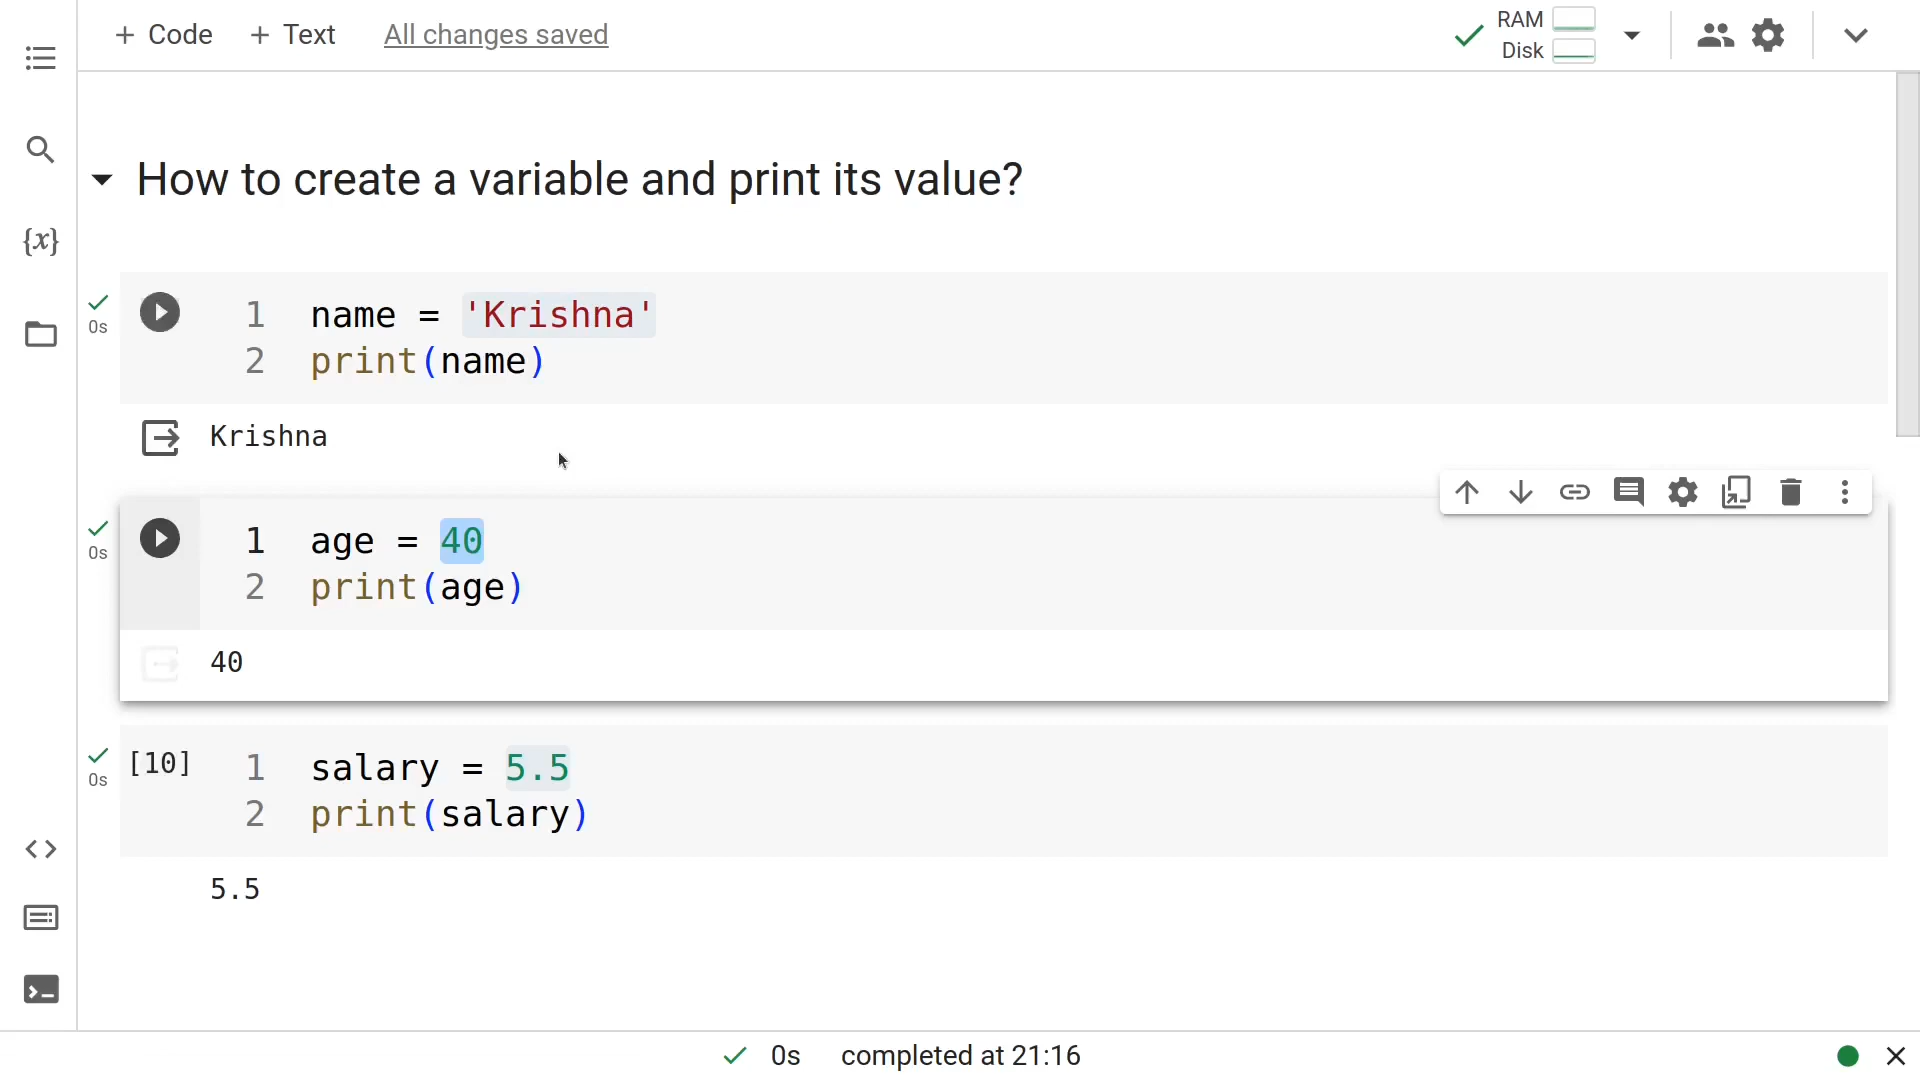 + Code + Text All changes saved
RAM
Disk
How to create a variable and print its value?
{x}
0s
1 name = 'Krishna'
2 print(name)
Krishna
0s
1 age = 40
2 print(age)
40
0s
[10] 1 salary = 5.5
2 print(salary)
5.5
0s completed at 21:16